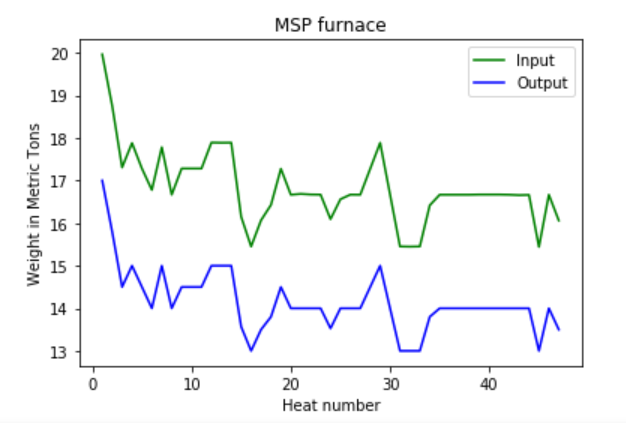 MSP furnace
Input
Output
Weight in Metric Tons
20
19
18
17
16
15
14
13
0 10 20 30 40
Heat number